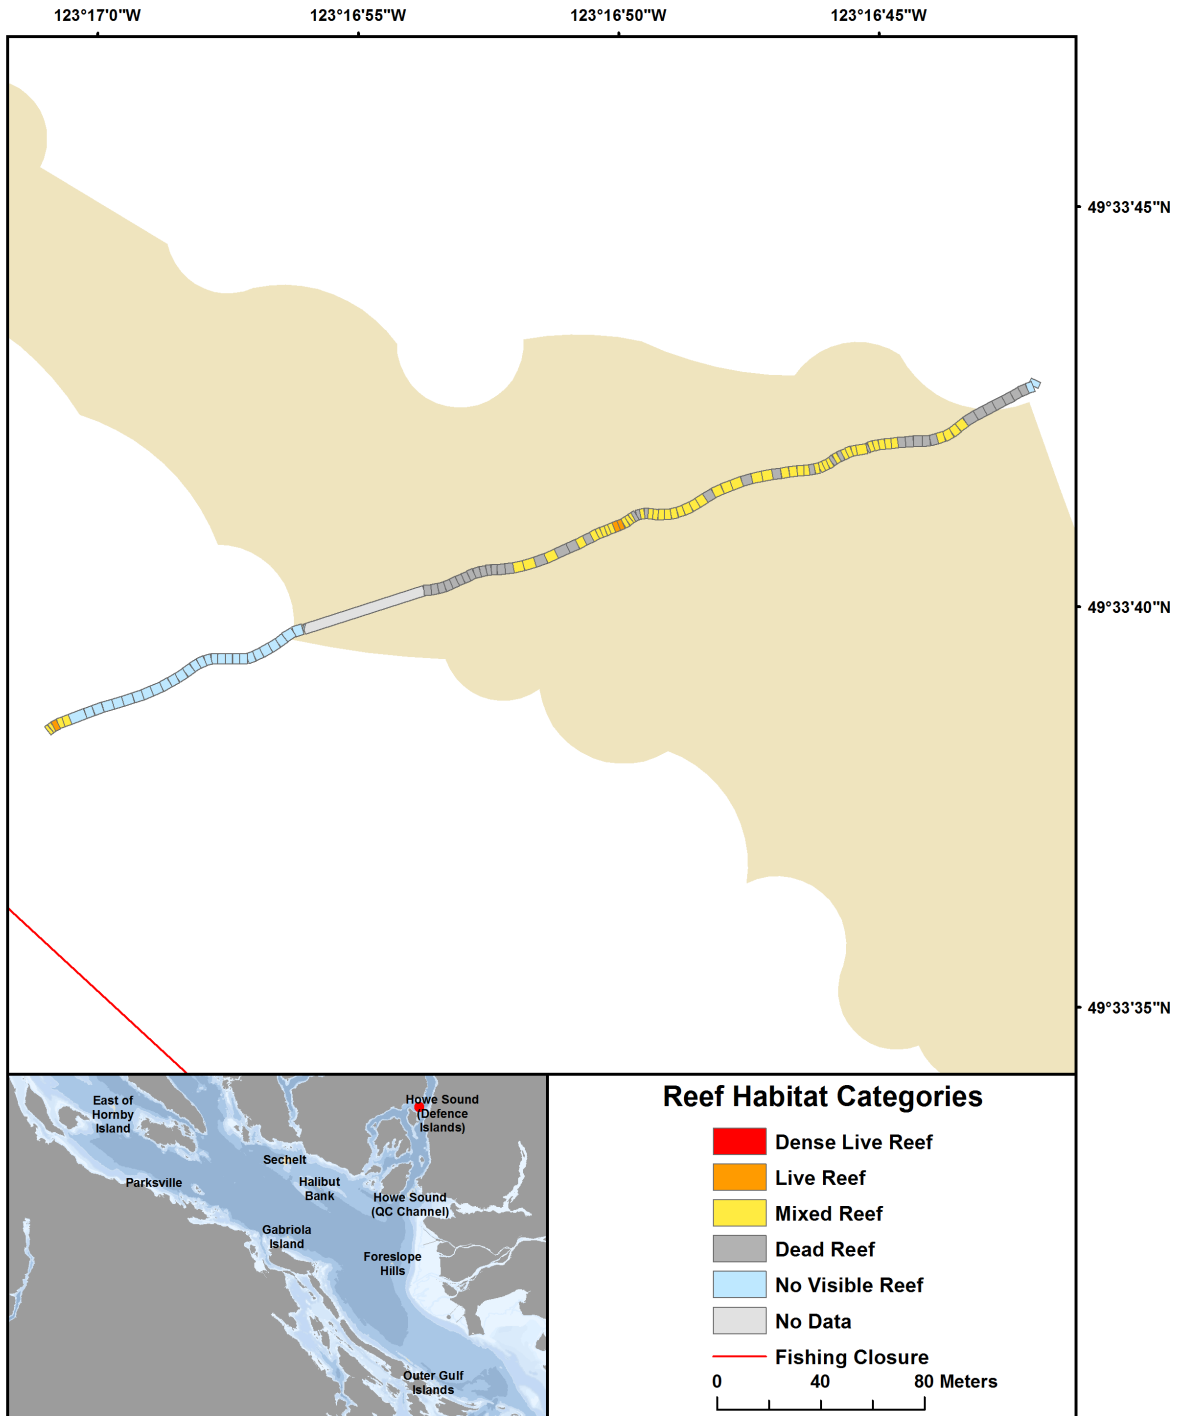 123°17'0"W 123°16'55"W 123°16'50"W 123°16'45"W
49°33'45"N
49°33'40"N
49°33'35"N
East of
Hornby
Island
Howe Sound
(Defence
Islands)
Sechelt
Parksville
Halibut
Bank
Howe Sound
(QC Channel)
Gabriola
Island
Foreslope
Hills
Outer Gulf
Islands
Reef Habitat Categories
Dense Live Reef
Live Reef
Mixed Reef
Dead Reef
No Visible Reef
No Data
Fishing Closure
0 40 80 Meters